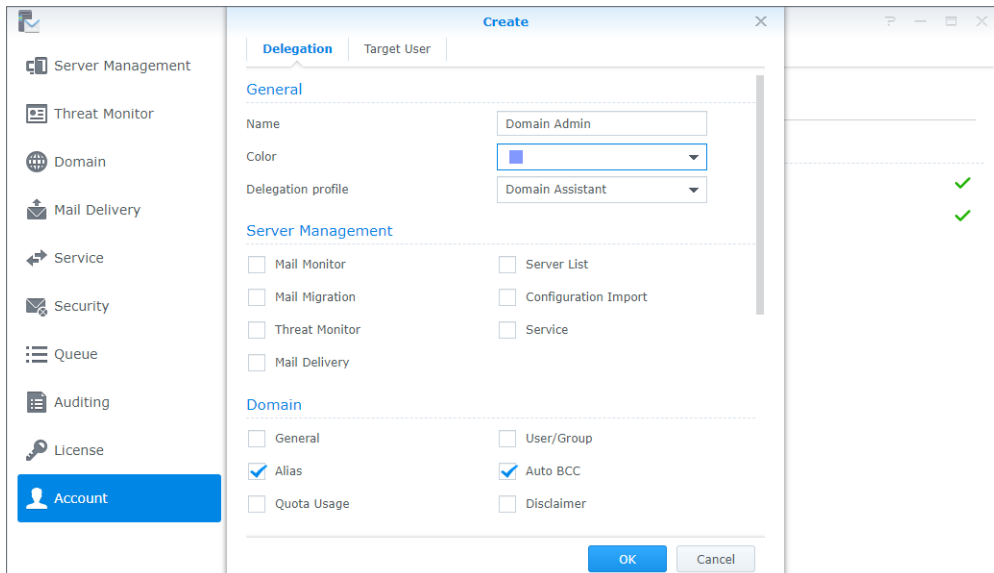 Create
Server Management
Threat Monitor
Domain
Mail Delivery
Service
Security
Queue
Auditing
License
Account
Delegation
Target User
General
Name
Domain Admin
Color
Delegation profile
Domain Assistant
Server Management
Mail Monitor
Server List
Mail Migration
Configuration Import
Threat Monitor
Service
Mail Delivery
Domain
General
User/Group
Alias
Auto BCC
Quota Usage
Disclaimer
OK
Cancel